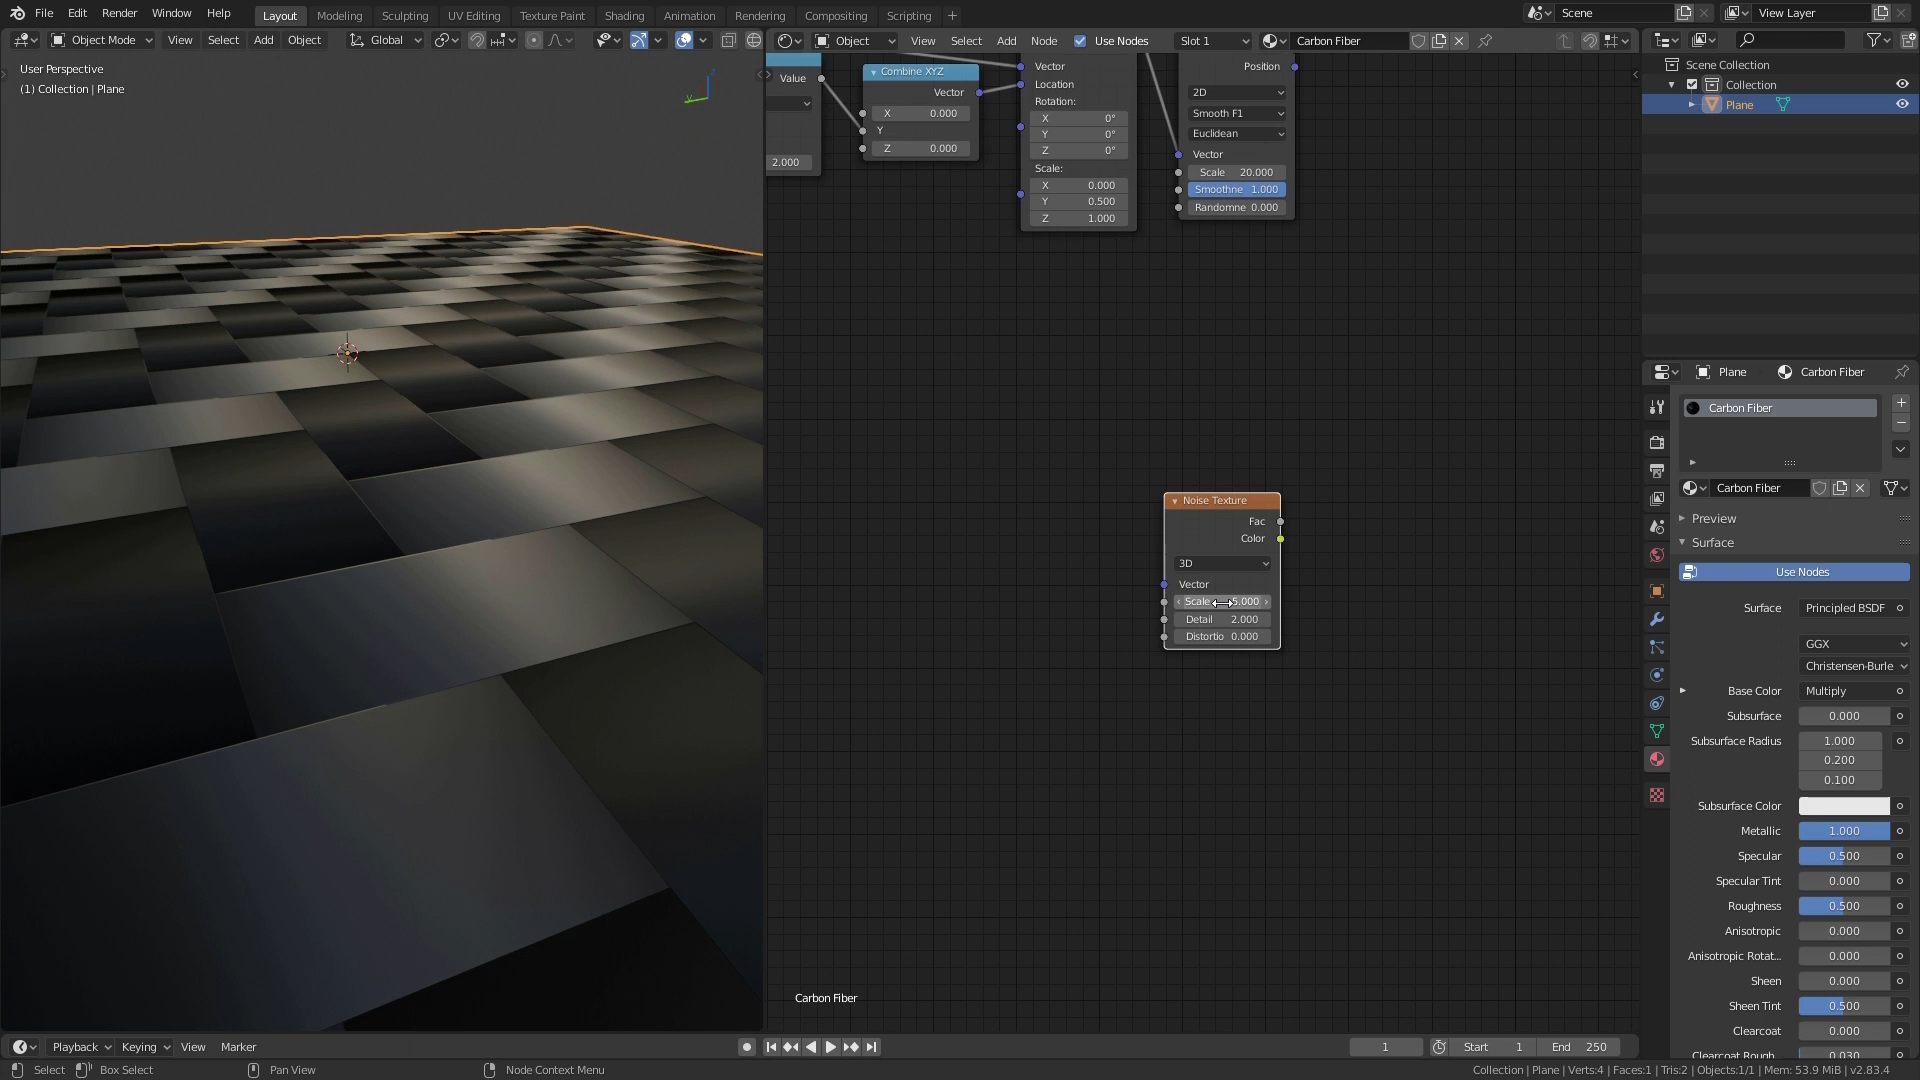 File Edit Render Window Help Layout Modeling Sculpting UV Editing Texture Paint Shading Animation Rendering Compositing Scripting + Scene View Layer
Object Mode View Select Add Object Global Object View Select Add Node Use Nodes Slot 1 Carbon Fiber
User Perspective
(1) Collection | Plane
Value
2.000
Combine XYZ
Vector
X 0.000
Y
Z 0.000
Vector
Location
Rotation:
X 0°
Y 0°
Z 0°
Scale:
X 0.000
Y 0.500
Z 1.000
Position
2D
Smooth F1
Euclidean
Vector
Scale 20.000
Smoothne 1.000
Randomne 0.000
Noise Texture
Fac
Color
3D
Vector
Scale 5.000
Detail 2.000
Distortio 0.000
Carbon Fiber
Scene Collection
Collection
Plane
Plane Carbon Fiber
Carbon Fiber
Carbon Fiber
Preview
Surface
Use Nodes
Surface Principled BSDF
GGX
Christensen-Burle
Base Color Multiply
Subsurface 0.000
Subsurface Radius 1.000
0.200
0.100
Subsurface Color
Metallic 1.000
Specular 0.500
Specular Tint 0.000
Roughness 0.500
Anisotropic 0.000
Anisotropic Rotat... 0.000
Sheen 0.000
Sheen Tint 0.500
Clearcoat 0.000
Clearcoat Rough... 0.030
Playback Keying View Marker 1 Start 1 End 250
Select Box Select Pan View Node Context Menu Collection | Plane | Verts:4 | Faces:1 | Tris:2 | Objects:1/1 | Mem: 53.9 MiB | v2.83.4